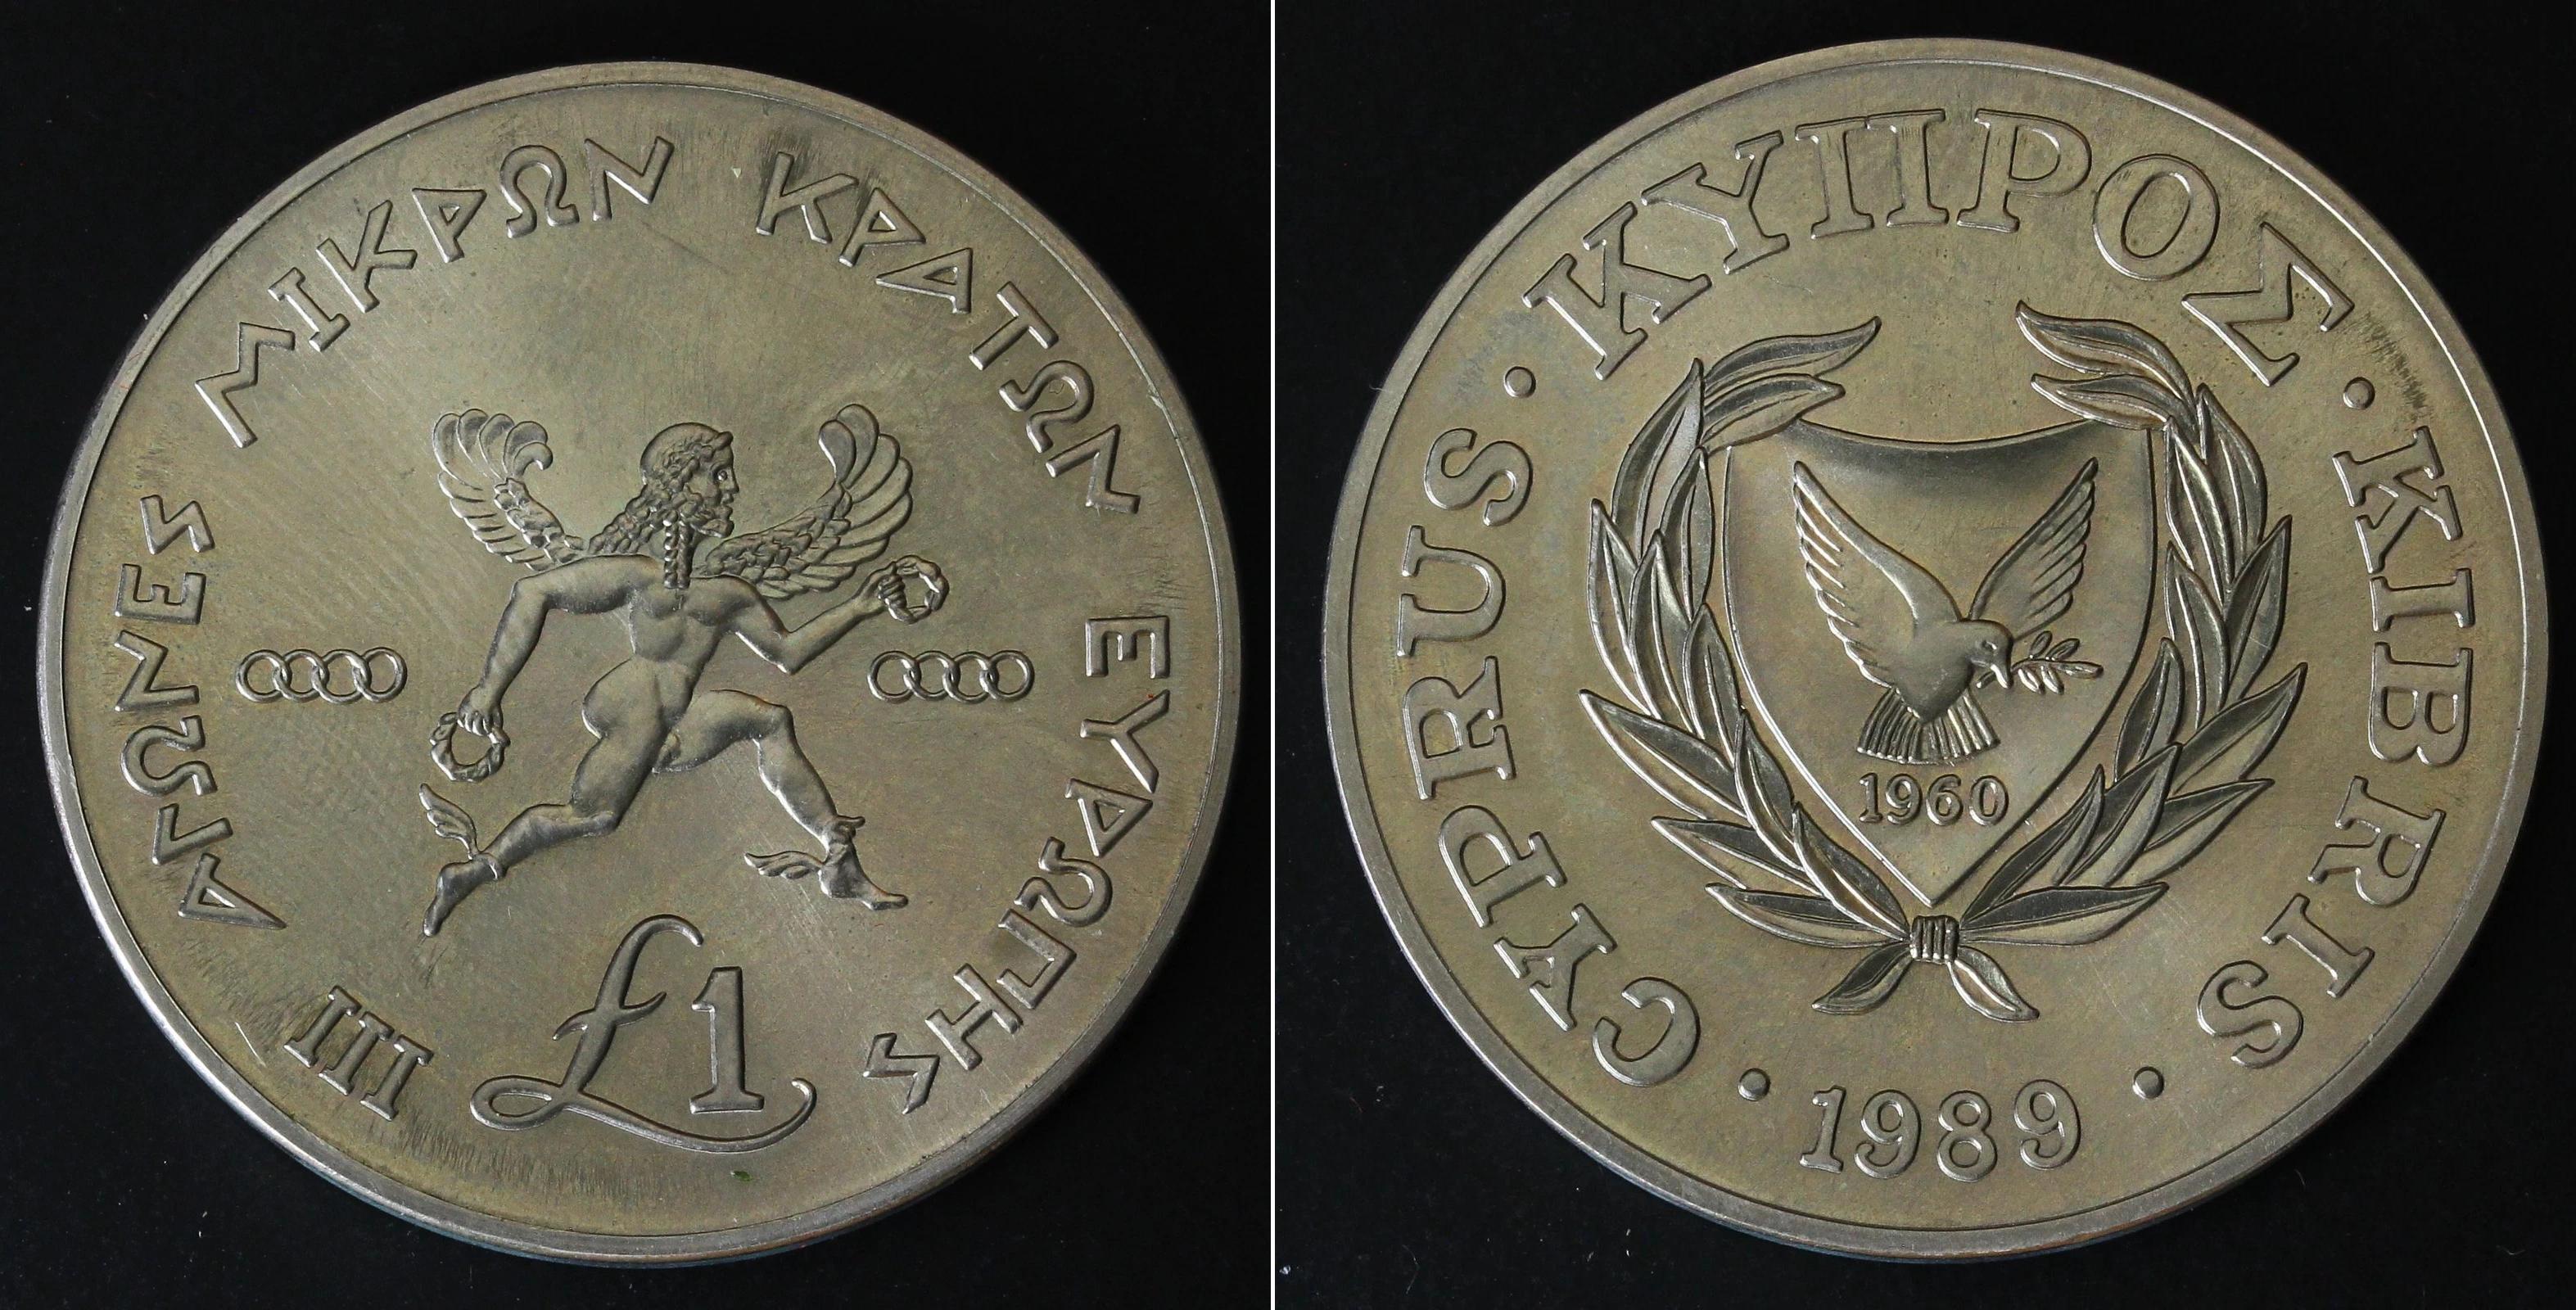 III ΑΓΩΝΕΣ ΜΙΚΡΩΝ ΚΡΑΤΩΝ ΕΥΡΩΠΗΣ
£1
CYPRUS · ΚΥΠΡΟΣ · KIBRIS
1960
· 1989 ·